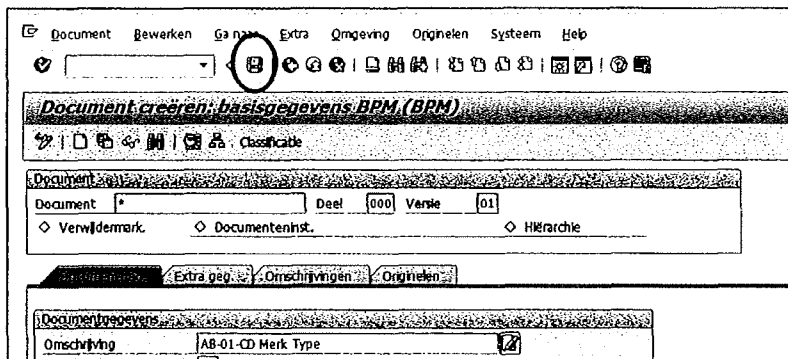 Document Bewerken Ga naar Extra Omgeving Originelen Systeem Help
Document creëren: basisgegevens BPM (BPM)
Classificatie
Document
Document * Deel 000 Versie 01
Verwijdermark. Documenteninst. Hiërarchie
Extra geg. Omschrijvingen Originelen
Documentgegevens
Omschrijving AB-01-CD Merk Type